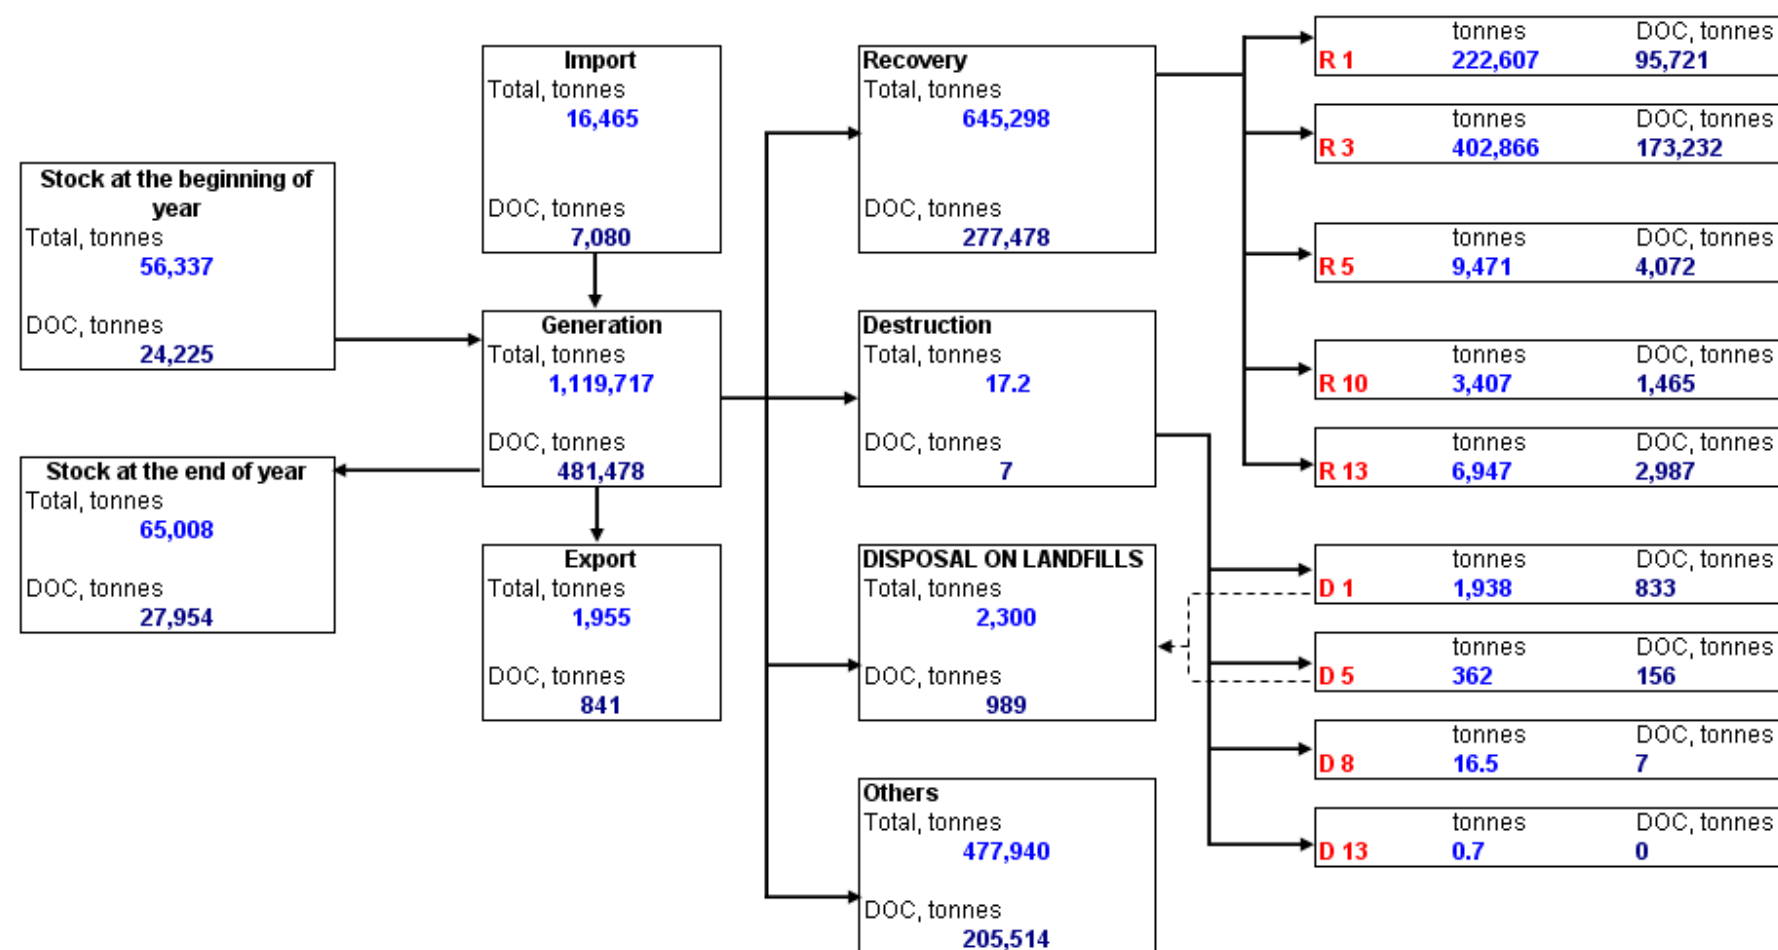 Stock at the beginning of
year
Total, tonnes
56,337
DOC, tonnes
24,225
Stock at the end of year
Total, tonnes
65,008
DOC, tonnes
27,954
Import
Total, tonnes
16,465
DOC, tonnes
7,080
Generation
Total, tonnes
1,119,717
DOC, tonnes
481,478
Export
Total, tonnes
1,955
DOC, tonnes
841
Recovery
Total, tonnes
645,298
DOC, tonnes
277,478
Destruction
Total, tonnes
17.2
DOC, tonnes
7
DISPOSAL ON LANDFILLS
Total, tonnes
2,300
DOC, tonnes
989
Others
Total, tonnes
477,940
DOC, tonnes
205,514
tonnes DOC, tonnes
R 1 222,607 95,721
tonnes DOC, tonnes
R 3 402,866 173,232
tonnes DOC, tonnes
R 5 9,471 4,072
tonnes DOC, tonnes
R 10 3,407 1,465
tonnes DOC, tonnes
R 13 6,947 2,987
tonnes DOC, tonnes
D 1 1,938 833
tonnes DOC, tonnes
D 5 362 156
tonnes DOC, tonnes
D 8 16.5 7
tonnes DOC, tonnes
D 13 0.7 0